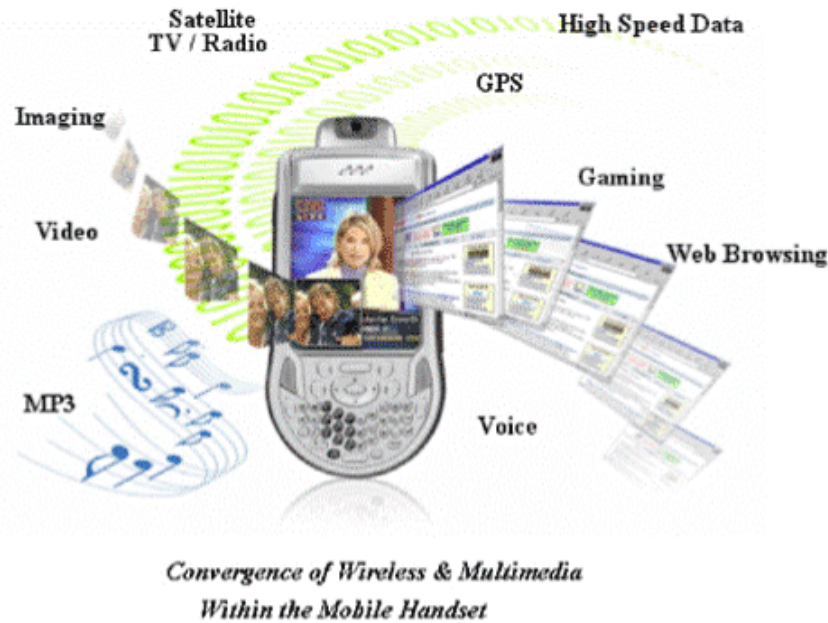 Satellite
TV / Radio
High Speed Data
GPS
Imaging
Gaming
Video
Web Browsing
MP3
Voice
Convergence of Wireless & Multimedia
Within the Mobile Handset